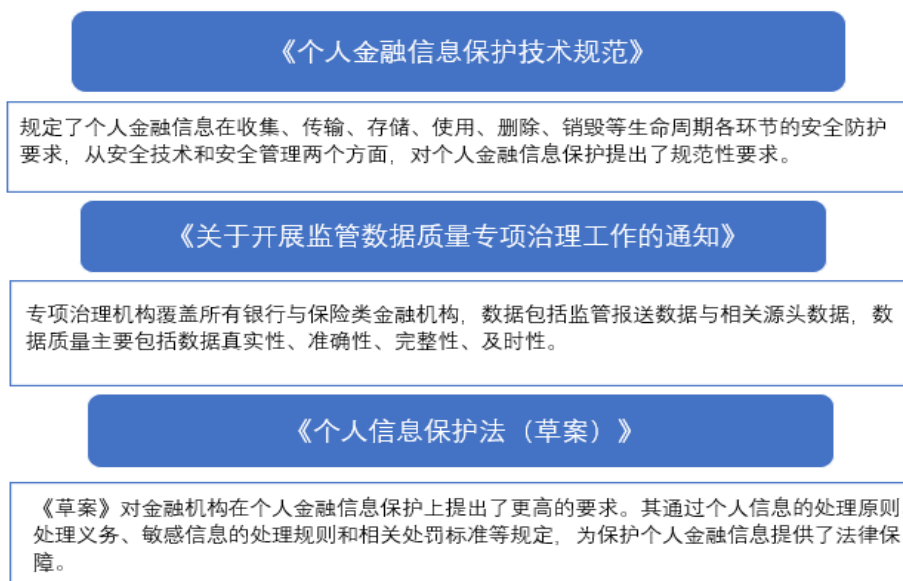 《个人金融信息保护技术规范》
规定了个人金融信息在收集、传输、存储、使用、删除、销毁等生命周期各环节的安全防护
要求，从安全技术和安全管理两个方面，对个人金融信息保护提出了规范性要求。
《关于开展监管数据质量专项治理工作的通知》
专项治理机构覆盖所有银行与保险类金融机构，数据包括监管报送数据与相关源头数据，数
据质量主要包括数据真实性、准确性、完整性、及时性。
《个人信息保护法（草案）》
《草案》对金融机构在个人金融信息保护上提出了更高的要求。其通过个人信息的处理原则
处理义务、敏感信息的处理规则和相关处罚标准等规定，为保护个人金融信息提供了法律保
障。